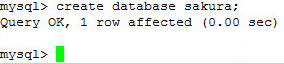 mysql> create database sakura;
Query OK, 1 row affected (0.00 sec)
mysql>